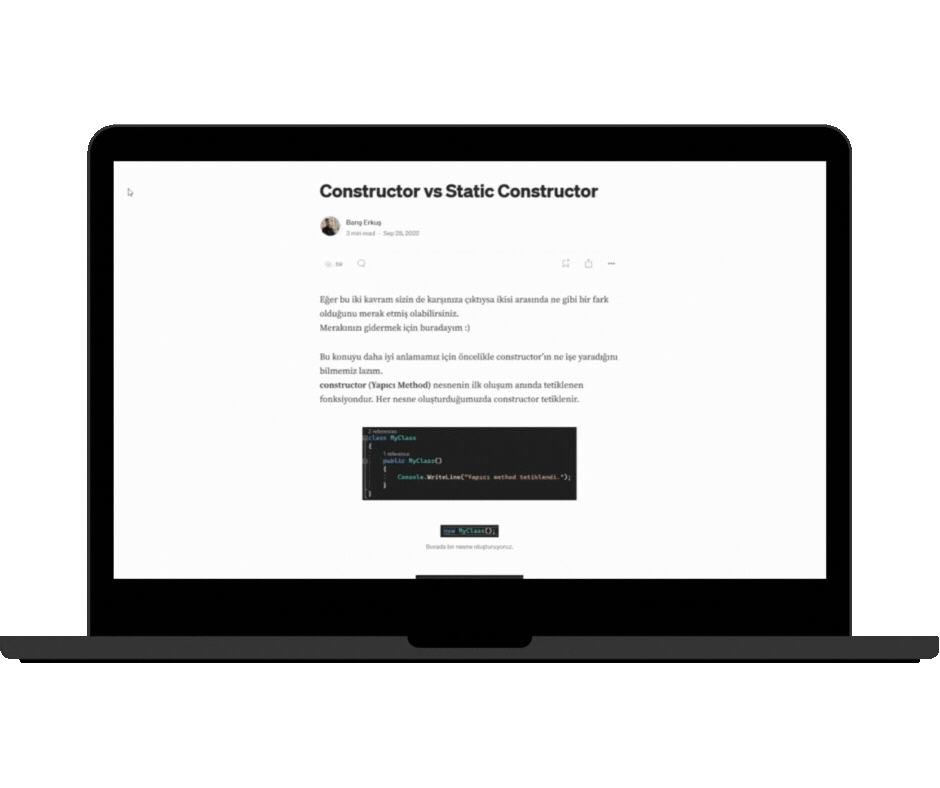 Constructor vs Static Constructor
Barış Erkuş
3 min read · Sep 28, 2022
59
Eğer bu iki kavram sizin de karşınıza çıktıysa ikisi arasında ne gibi bir fark
olduğunu merak etmiş olabilirsiniz.
Merakınızı gidermek için buradayım :)
Bu konuyu daha iyi anlamamız için öncelikle constructor'ın ne işe yaradığını
bilmemiz lazım.
constructor (Yapıcı Method) nesnenin ilk oluşum anında tetiklenen
fonksiyondur. Her nesne oluşturduğumuzda constructor tetiklenir.
2 references
class MyClass
{
1 reference
public MyClass()
{
Console.WriteLine("Yapıcı method tetiklendi.");
}
}
new MyClass();
Burada bir nesne oluşturuyoruz.